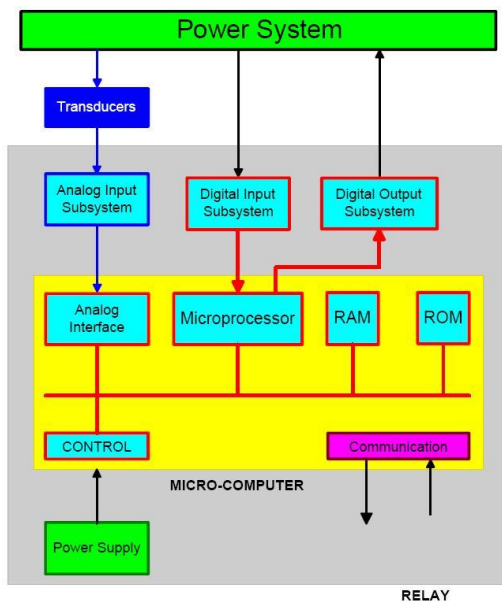 Power System
Transducers
Analog Input
Subsystem
Digital Input
Subsystem
Digital Output
Subsystem
Analog
Interface
Microprocessor
RAM
ROM
CONTROL
Communication
MICRO-COMPUTER
Power Supply
RELAY